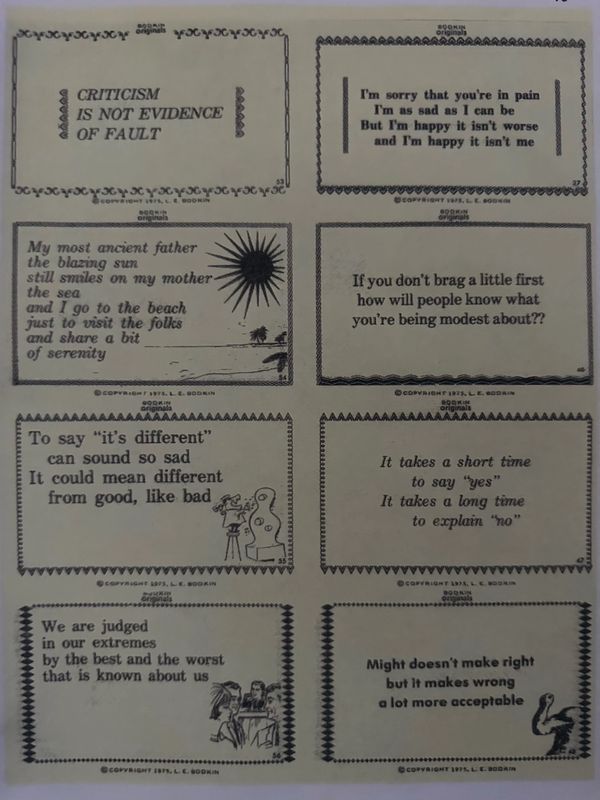 BODKIN
originals
CRITICISM
IS NOT EVIDENCE
OF FAULT
53
©COPYRIGHT 1975, L. E. BODKIN
BODKIN
originals
I'm sorry that you're in pain
I'm as sad as I can be
But I'm happy it isn't worse
and I'm happy it isn't me
37
©COPYRIGHT 1975, L. E. BODKIN
BODKIN
originals
My most ancient father
the blazing sun
still smiles on my mother
the sea
and I go to the beach
just to visit the folks
and share a bit
of serenity
54
©COPYRIGHT 1975, L. E. BODKIN
BODKIN
originals
If you don't brag a little first
how will people know what
you're being modest about??
©COPYRIGHT 1975, L. E. BODKIN
BODKIN
originals
To say "it's different"
can sound so sad
It could mean different
from good, like bad
55
©COPYRIGHT 1975, L. E. BODKIN
BODKIN
originals
It takes a short time
to say "yes"
It takes a long time
to explain "no"
47
©COPYRIGHT 1975, L. E. BODKIN
BODKIN
originals
We are judged
in our extremes
by the best and the worst
that is known about us
56
©COPYRIGHT 1975, L. E. BODKIN
BODKIN
originals
Might doesn't make right
but it makes wrong
a lot more acceptable
©COPYRIGHT 1975, L. E. BODKIN